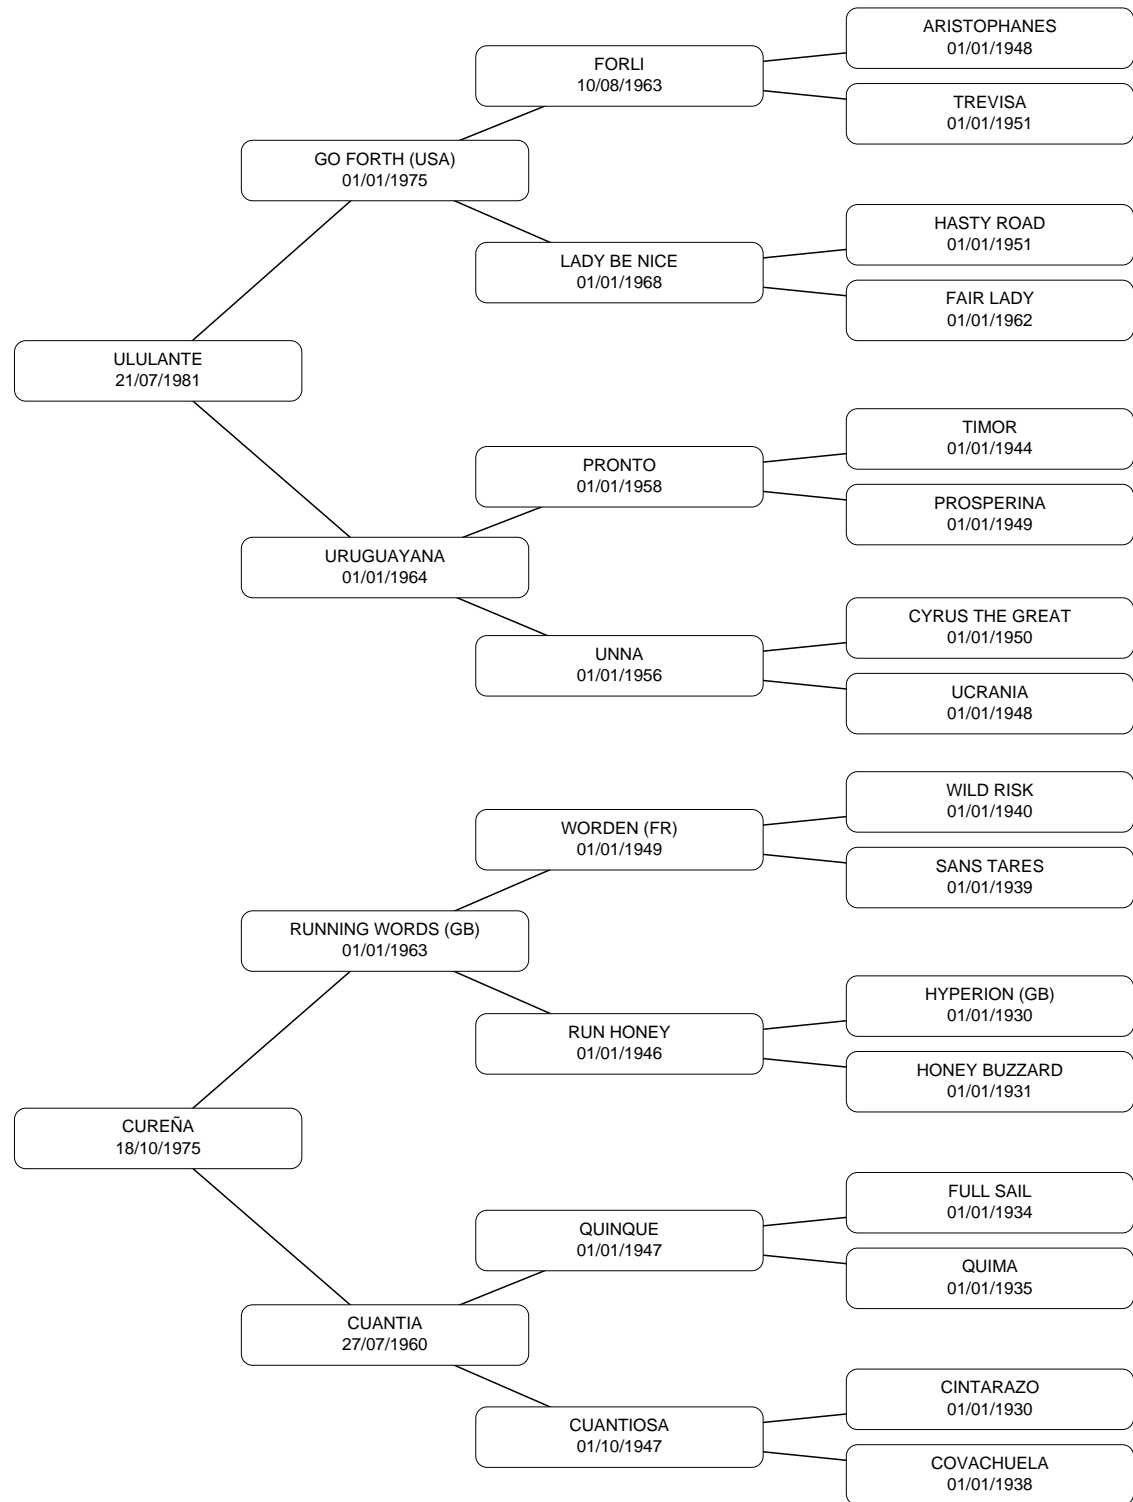 ARISTOPHANES
01/01/1948
FORLI
10/08/1963
TREVISA
01/01/1951
GO FORTH (USA)
01/01/1975
HASTY ROAD
01/01/1951
LADY BE NICE
01/01/1968
FAIR LADY
01/01/1962
ULULANTE
21/07/1981
TIMOR
01/01/1944
PRONTO
01/01/1958
PROSPERINA
01/01/1949
URUGUAYANA
01/01/1964
CYRUS THE GREAT
01/01/1950
UNNA
01/01/1956
UCRANIA
01/01/1948
WILD RISK
01/01/1940
WORDEN (FR)
01/01/1949
SANS TARES
01/01/1939
RUNNING WORDS (GB)
01/01/1963
HYPERION (GB)
01/01/1930
RUN HONEY
01/01/1946
HONEY BUZZARD
01/01/1931
CUREÑA
18/10/1975
FULL SAIL
01/01/1934
QUINQUE
01/01/1947
QUIMA
01/01/1935
CUANTIA
27/07/1960
CINTARAZO
01/01/1930
CUANTIOSA
01/10/1947
COVACHUELA
01/01/1938